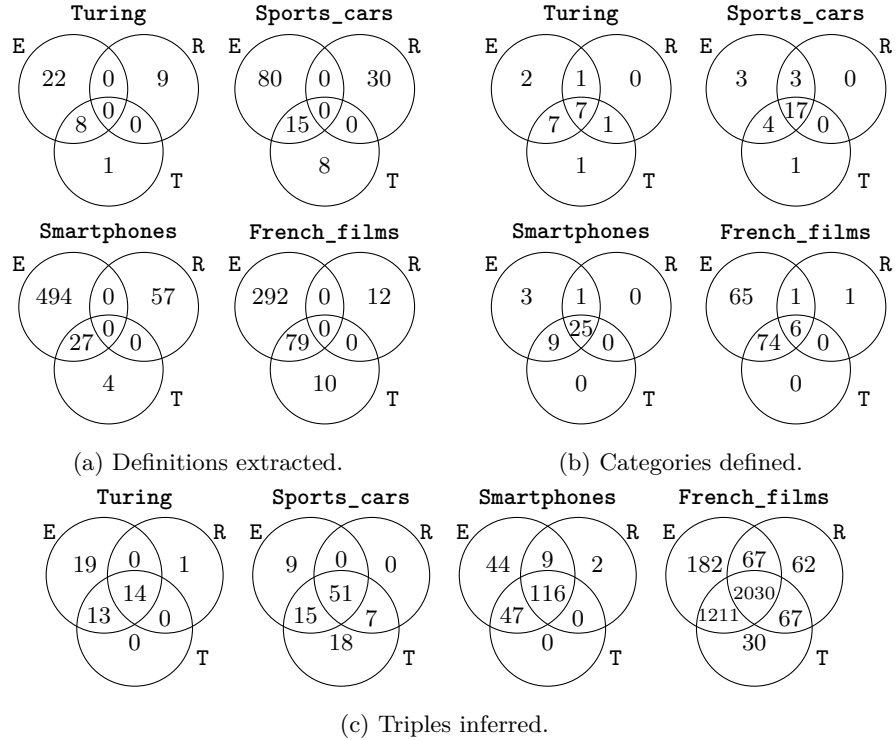 Turing Sports_cars Turing Sports_cars
E R E R E R E R
22 0 9 80 0 30 2 1 0 3 3 0
0 0 7 17
8 0 15 0 7 1 4 0
1 8 1 1
T T T T
Smartphones French_films Smartphones French_films
E R E R E R E R
494 0 57 292 0 12 3 1 0 65 1 1
0 0 25 6
27 0 79 0 9 0 74 0
4 10 0 0
T T T T
(a) Definitions extracted. (b) Categories defined.
Turing Sports_cars Smartphones French_films
E R E R E R E R
19 0 1 9 0 0 44 9 2 182 67 62
14 51 116 2030
13 0 15 7 47 0 1211 67
0 18 0 30
T T T T
(c) Triples inferred.